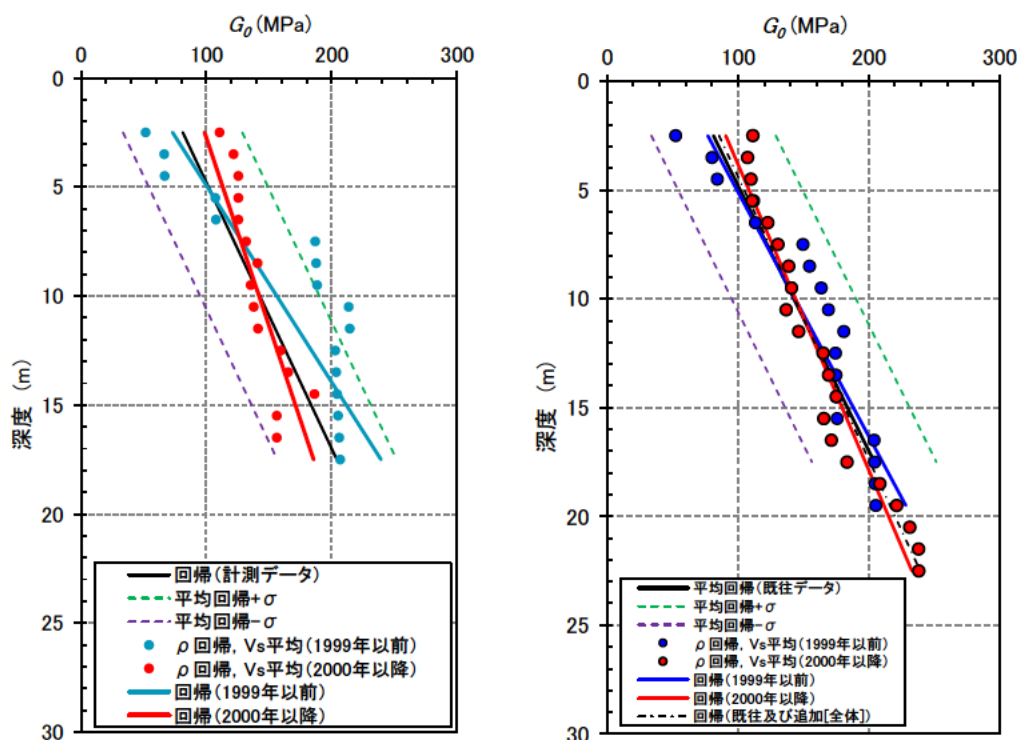 G₀(MPa)
0 100 200 300
0
5
10
15
20
25
30
深度 (m)
回帰(計測データ)
平均回帰+σ
平均回帰−σ
ρ回帰, Vs平均(1999年以前)
ρ回帰, Vs平均(2000年以降)
回帰(1999年以前)
回帰(2000年以降)
G₀(MPa)
0 100 200 300
0
5
10
15
20
25
30
深度 (m)
平均回帰(既往データ)
平均回帰+σ
平均回帰−σ
ρ回帰, Vs平均(1999年以前)
ρ回帰, Vs平均(2000年以降)
回帰(1999年以前)
回帰(2000年以降)
回帰(既往及び追加[全体])